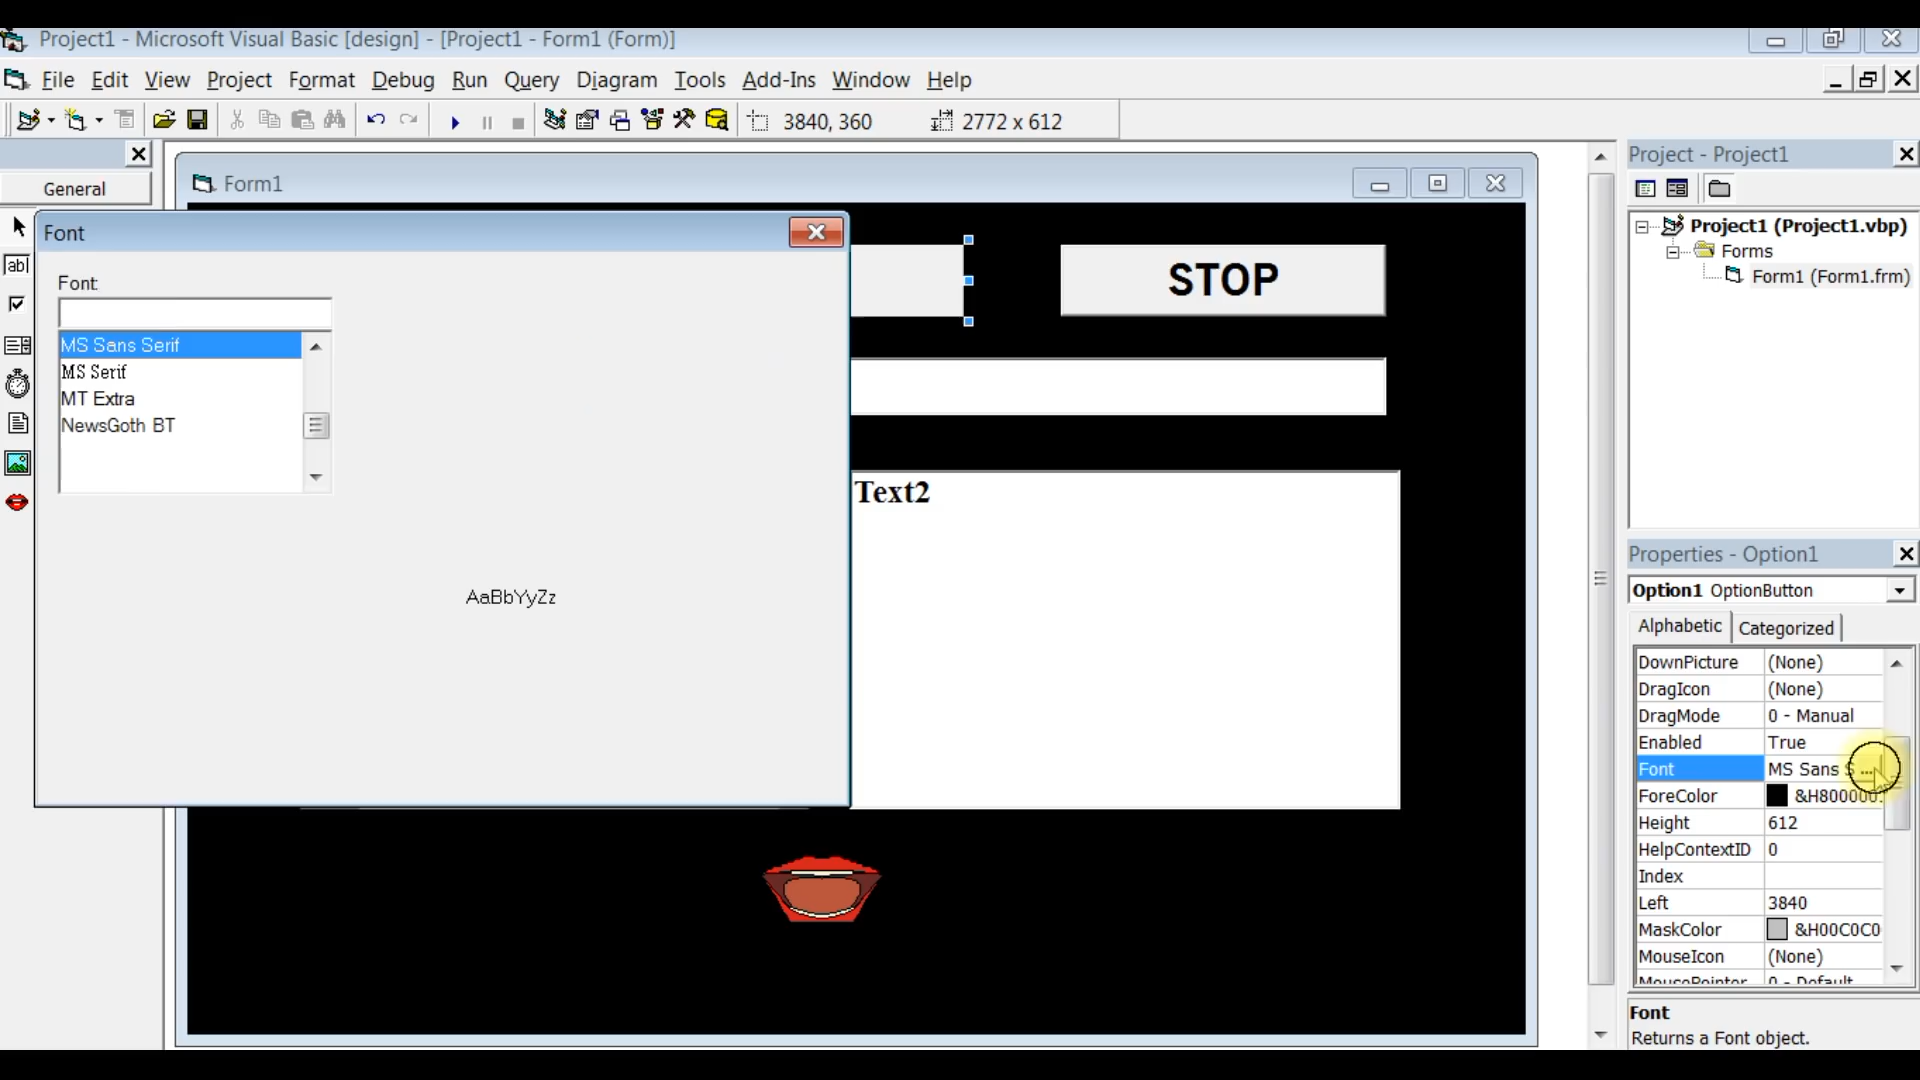 Project1 - Microsoft Visual Basic [design] - [Project1 - Form1 (Form)]
File Edit View Project Format Debug Run Query Diagram Tools Add-Ins Window Help
3840, 360 2772 x 612
General
Form1
Font
Font:
MS Sans Serif
MS Serif
MT Extra
NewsGoth BT
AaBbYyZz
STOP
Text2
Project - Project1
Project1 (Project1.vbp)
Forms
Form1 (Form1.frm)
Properties - Option1
Option1 OptionButton
Alphabetic Categorized
DownPicture (None)
DragIcon (None)
DragMode 0 - Manual
Enabled True
Font MS Sans S ...
ForeColor &H800000
Height 612
HelpContextID 0
Index
Left 3840
MaskColor &H00C0C0
MouseIcon (None)
MousePointer 0 - Default
Font
Returns a Font object.